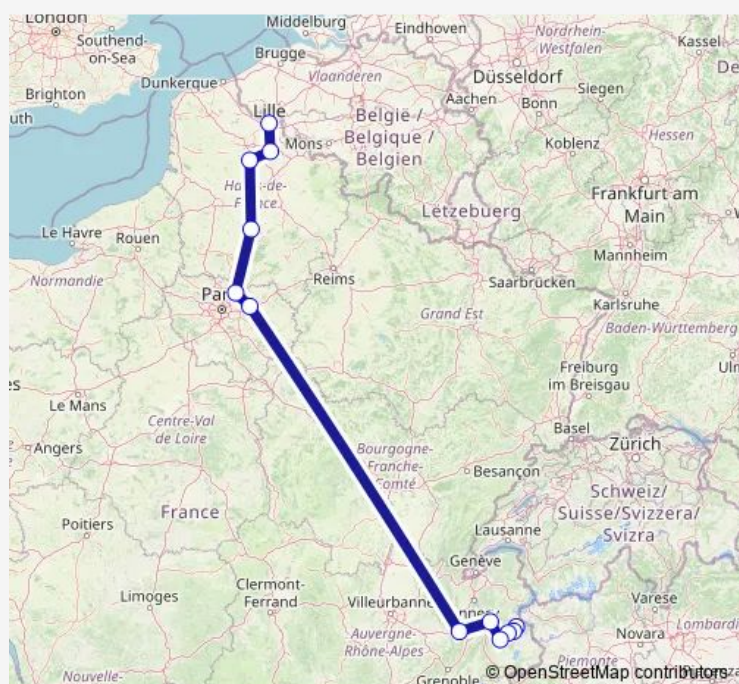 London
Southend-
on-Sea
Middelburg
Eindhoven
Nordrhein-
Westfalen
Kassel
Brugge
Brighton
Dunkerque
Vlaanderen
Düsseldorf
Siegen
Lille
België /
Belgique /
Belgien
Aachen
Bonn
Mons
Koblenz
Hessen
Frankfurt am
Main
Lëtzebuerg
Le Havre
Rouen
Reims
Mannheim
Normandie
Saarbrücken
Grand Est
Karlsruhe
Baden-Württemberg
Le Mans
Freiburg
im Breisgau
Centre-Val
de Loire
Angers
Basel
Zürich
Bourgogne-
Franche-
Comté
Besançon
Schweiz/
Suisse/Svizzera/
Svizra
France
Poitiers
Lausanne
Genève
Limoges
Clermont-
Ferrand
Villeurbanne
Varese
Auvergne-
Rhône-Alpes
Novara
Piemonte
Grenoble
© OpenStreetMap contributors